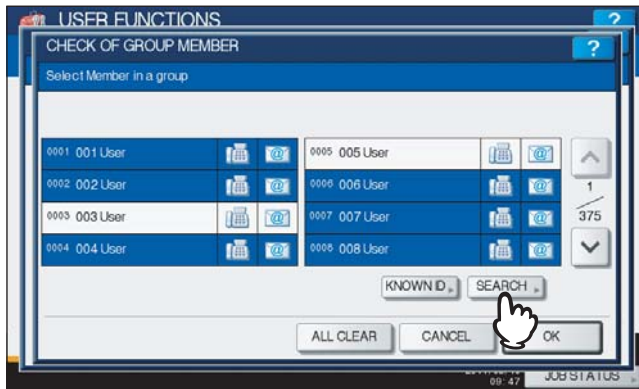 USER FUNCTIONS
?
CHECK OF GROUP MEMBER
?
Select Member in a group
0001 001 User
0005 005 User
0002 002 User
0006 006 User
1
0003 003 User
0007 007 User
375
0004 004 User
0008 008 User
KNOWN ID
SEARCH
ALL CLEAR
CANCEL
OK
09:47
JOB STATUS